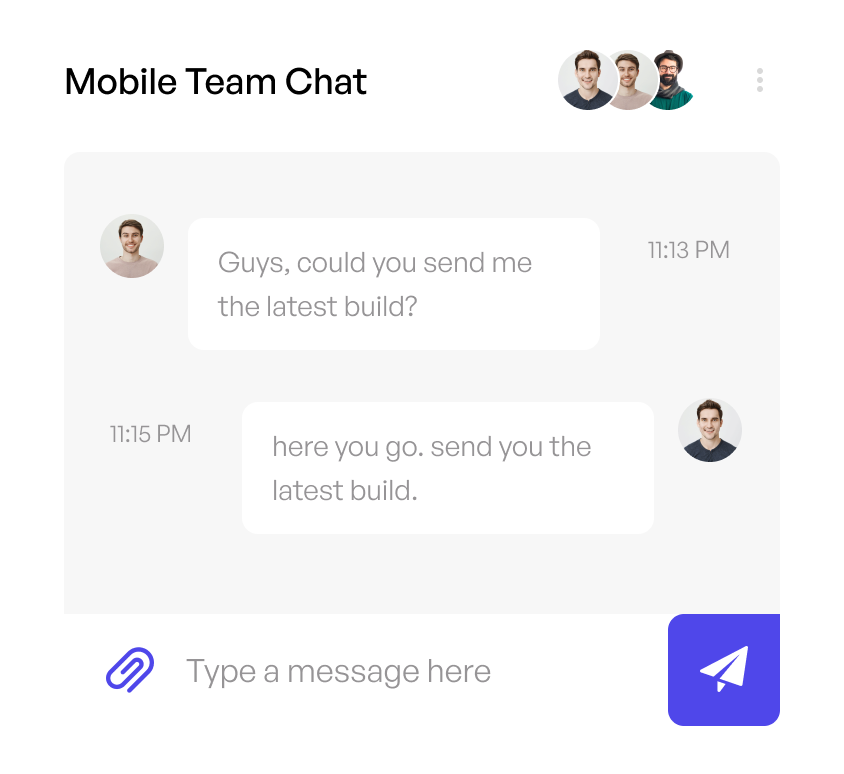 Mobile Team Chat
Guys, could you send me
the latest build?
11:13 PM
11:15 PM
here you go. send you the
latest build.
Type a message here